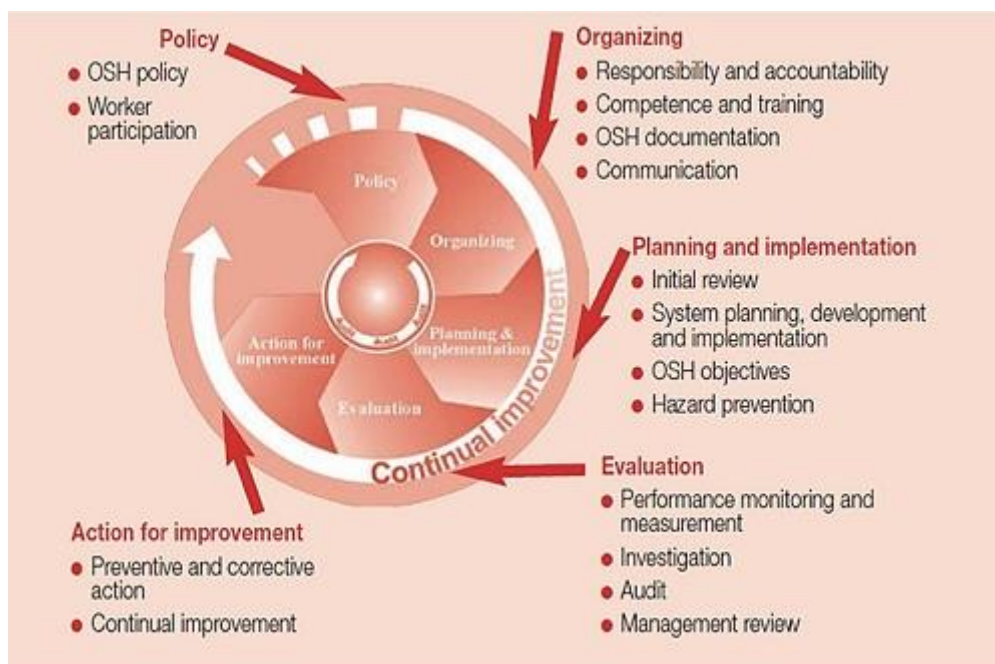 Policy
OSH policy
Worker
participation
Organizing
Responsibility and accountability
Competence and training
OSH documentation
Communication
Planning and implementation
Initial review
System planning, development
and implementation
OSH objectives
Hazard prevention
Evaluation
Performance monitoring and
measurement
Investigation
Audit
Management review
Action for improvement
Preventive and corrective
action
Continual improvement
Policy
Organizing
Planning &
implementation
Evaluation
Action for
improvement
Continual improvement
Audit
Audit
Audit